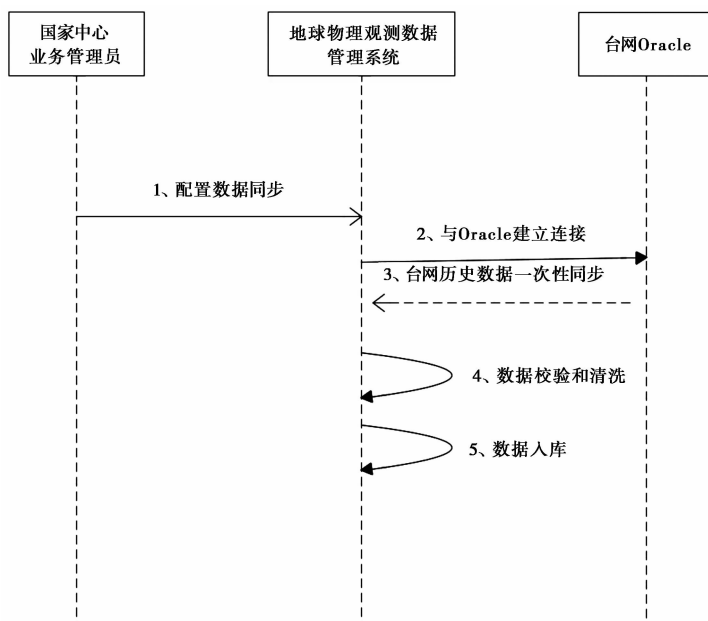 国家中心
业务管理员
地球物理观测数据
管理系统
台网Oracle
1、配置数据同步
2、与Oracle建立连接
3、台网历史数据一次性同步
4、数据校验和清洗
5、数据入库